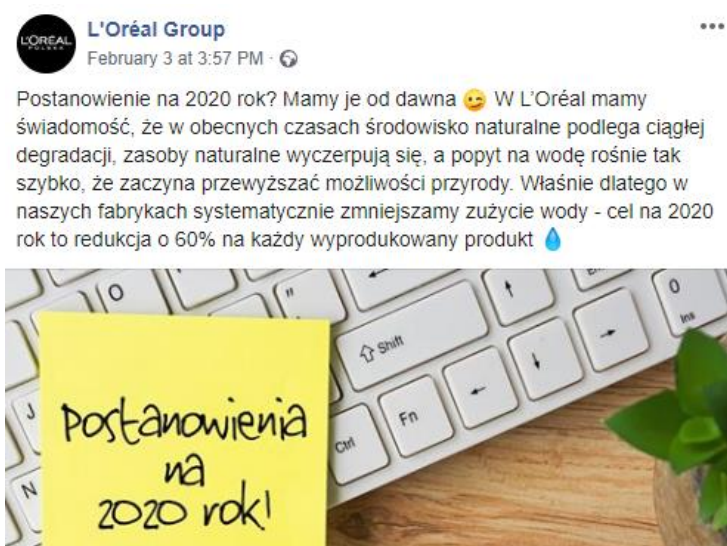 L'ORÉAL
POLSKA
L'Oréal Group
February 3 at 3:57 PM ·
Postanowienie na 2020 rok? Mamy je od dawna 😉 W L'Oréal mamy
świadomość, że w obecnych czasach środowisko naturalne podlega ciągłej
degradacji, zasoby naturalne wyczerpują się, a popyt na wodę rośnie tak
szybko, że zaczyna przewyższać możliwości przyrody. Właśnie dlatego w
naszych fabrykach systematycznie zmniejszamy zużycie wody - cel na 2020
rok to redukcja o 60% na każdy wyprodukowany produkt 💧
O
"
Shift
0
Ins
J
Ctrl
Fn
N
Postanowienia
na
2020 rok!